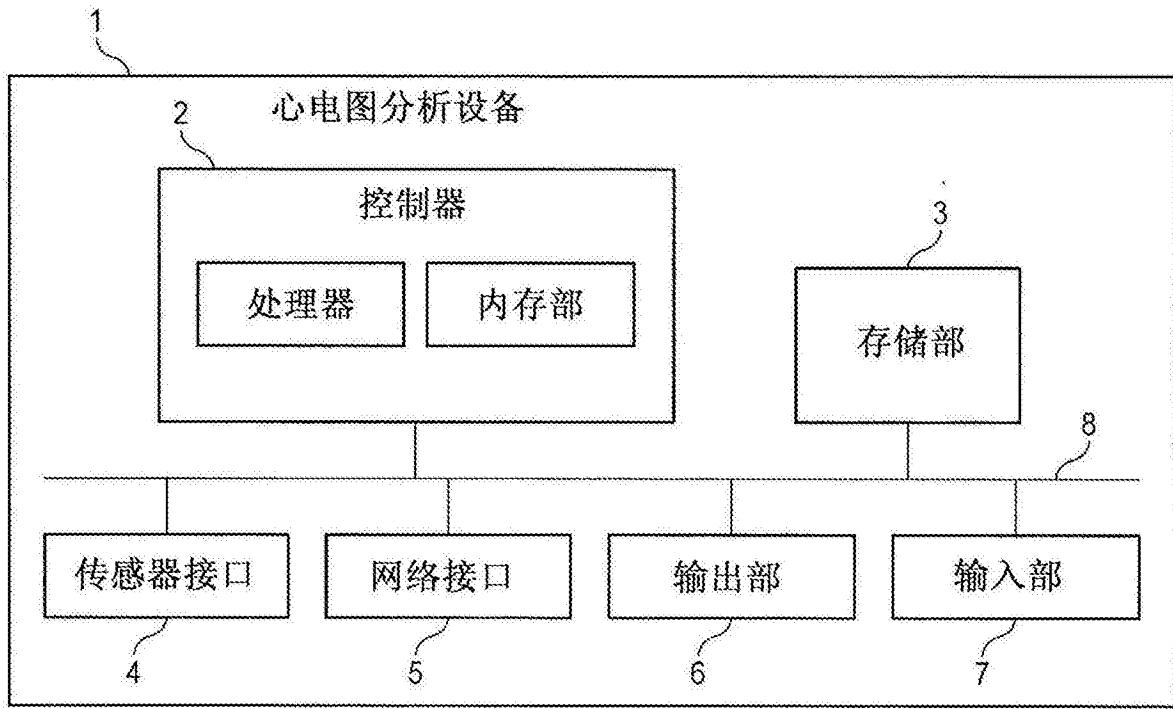 1
心电图分析设备
2
控制器
处理器
内存部
3
存储部
8
传感器接口
网络接口
输出部
输入部
4
5
6
7